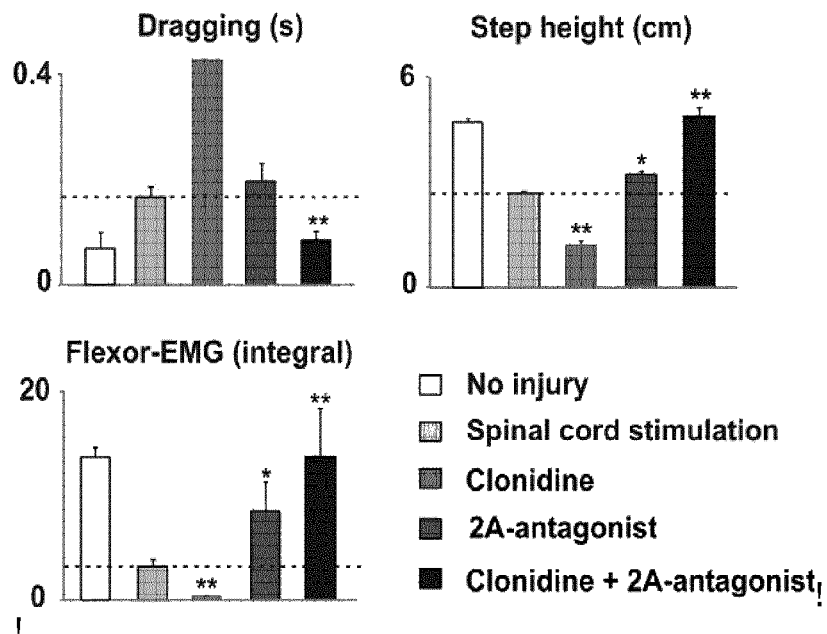 Dragging (s)
0.4
**
0
Step height (cm)
6
**
*
**
0
Flexor-EMG (integral)
20
**
*
**
0
No injury
Spinal cord stimulation
Clonidine
2A-antagonist
Clonidine + 2A-antagonist!
!